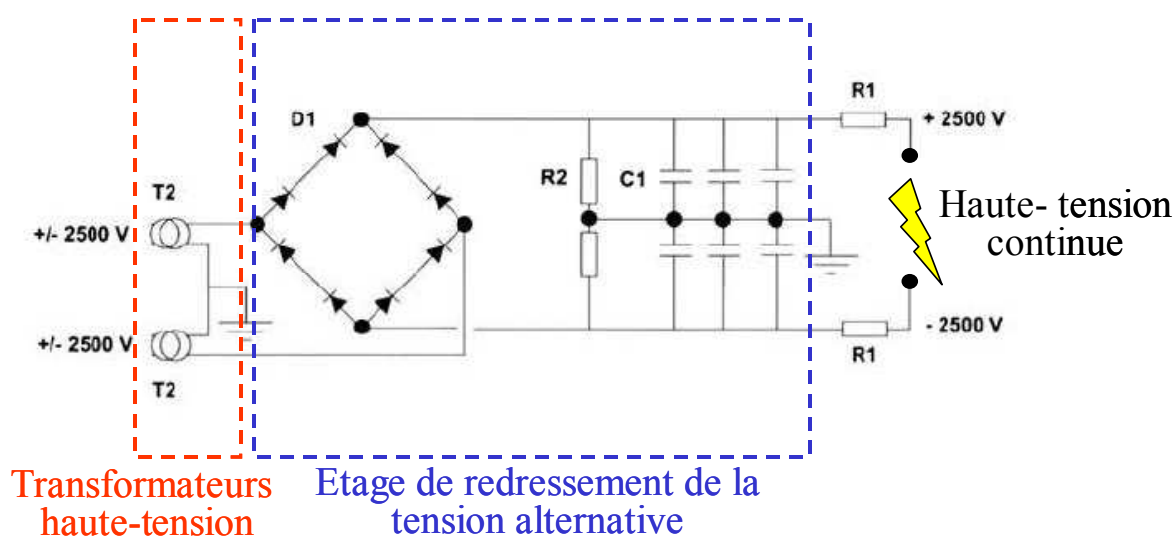 R1
D1
+ 2500 V
R2
C1
T2
Haute- tension
continue
+/- 2500 V
+/- 2500 V
- 2500 V
R1
T2
Transformateurs
haute-tension
Etage de redressement de la
tension alternative